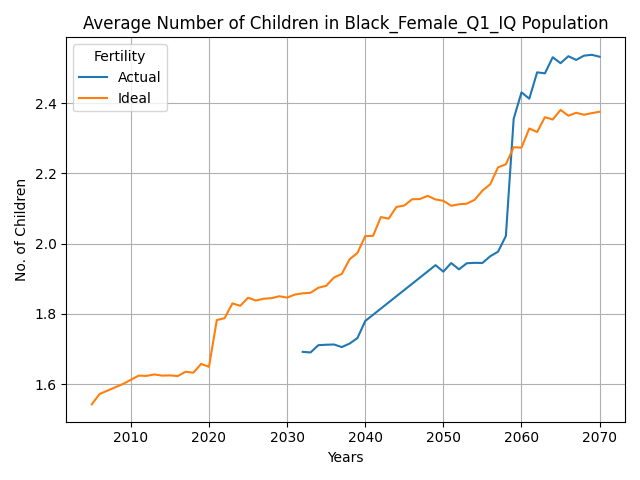 Average Number of Children in Black_Female_Q1_IQ Population
Fertility
Actual
Ideal
No. of Children
2.4
2.2
2.0
1.8
1.6
2010 2020 2030 2040 2050 2060 2070
Years